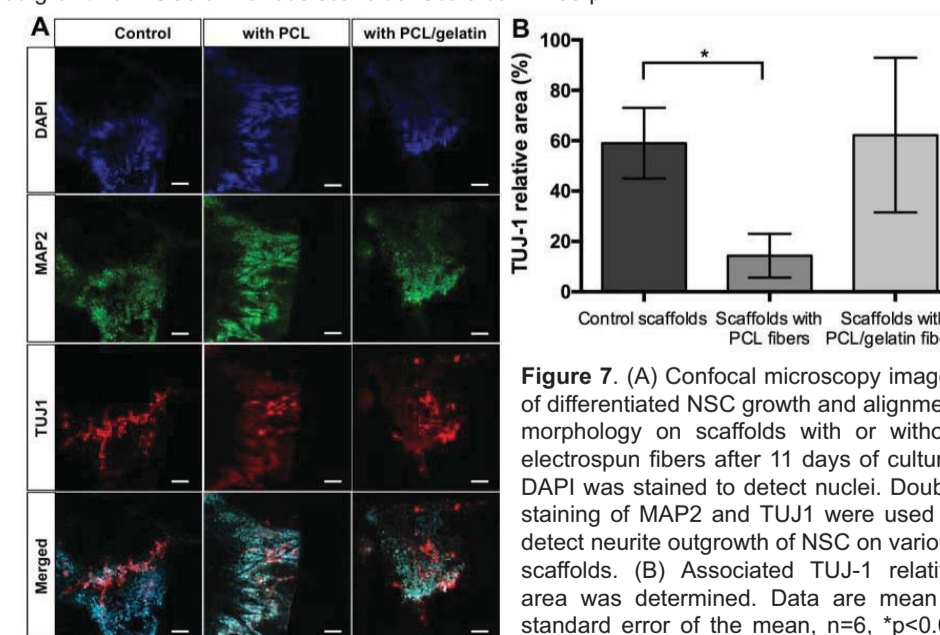 A
Control
with PCL
with PCL/gelatin
DAPI
MAP2
TUJ1
Merged
B
TUJ-1 relative area (%)
100
80
60
40
20
0
*
Control scaffolds
Scaffolds with
PCL fibers
Scaffolds
PCL/gelatin
Figure 7. (A) Confocal microscopy
of differentiated NSC growth and
morphology on scaffolds with or
electrospun fibers after 11 days of
DAPI was stained to detect nuclei.
staining of MAP2 and TUJ1 were used
detect neurite outgrowth of NSC on
scaffolds. (B) Associated TUJ-1
area was determined. Data are mean
standard error of the mean, n=6,